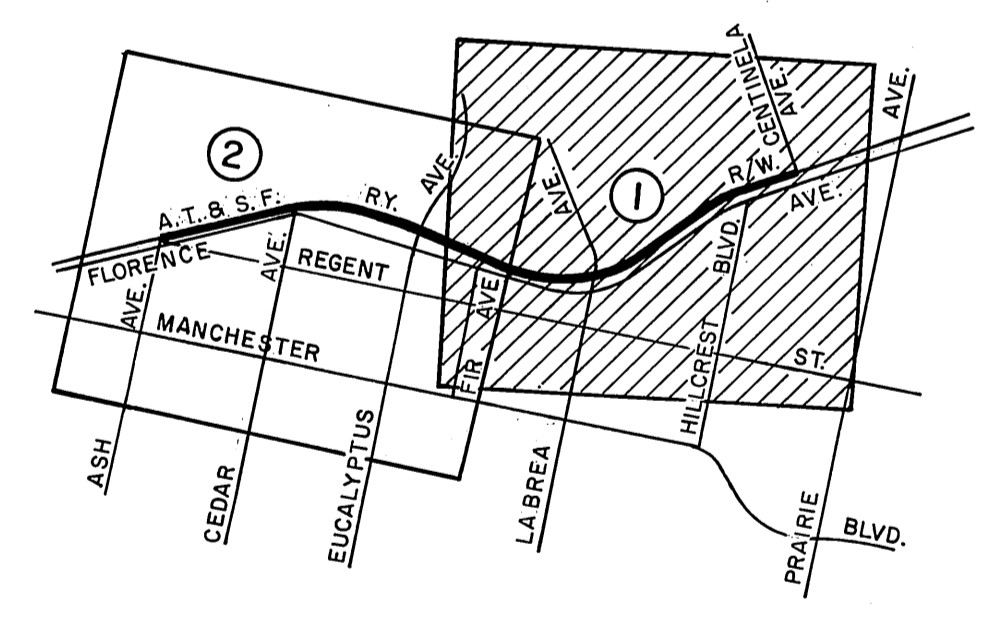 CENTINELA
AVE.
AVE.
2
1
AVE.
AVE.
R.W.
AVE.
A.T. & S.F. RY.
FLORENCE
AVE.
REGENT
ST.
AVE.
AVE
BLVD.
MANCHESTER
FIR
HILLCREST
ASH
CEDAR
EUCALYPTUS
LA BREA
PRAIRIE
BLVD.